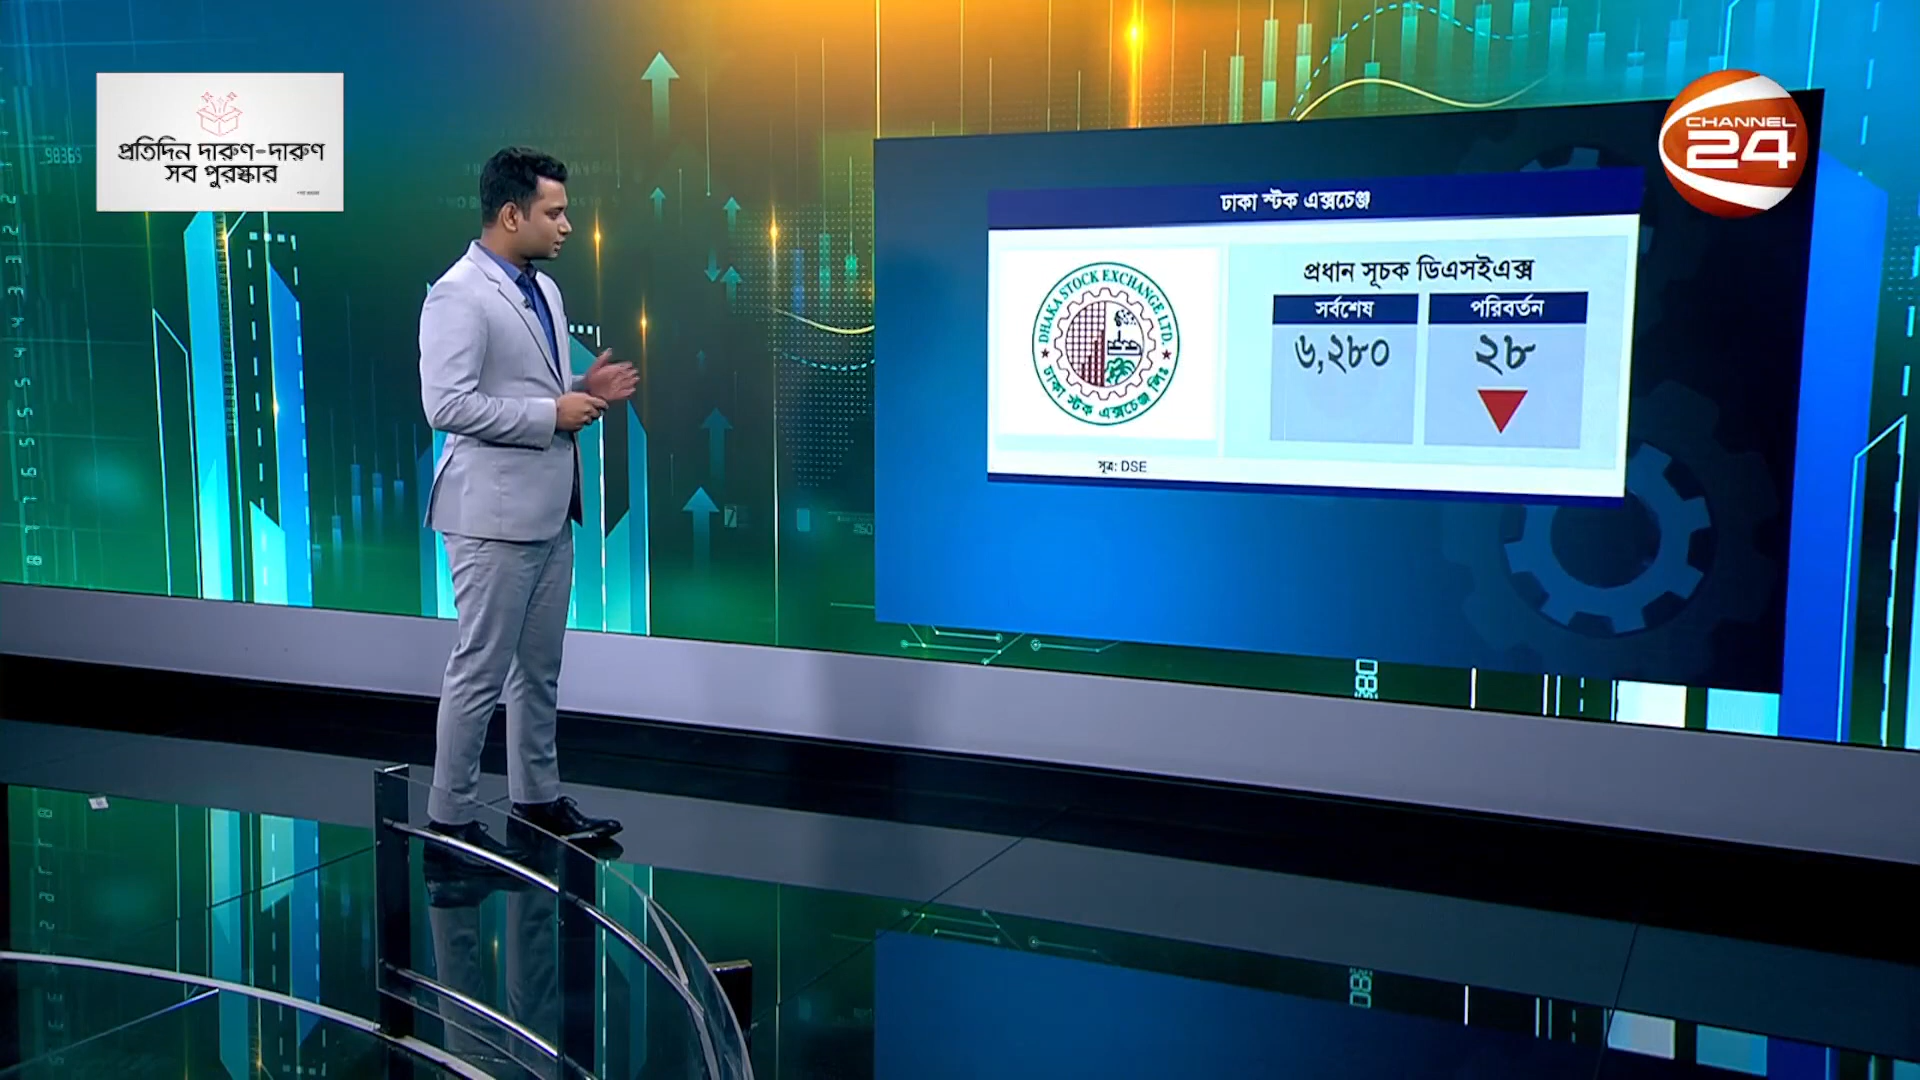 প্রতিদিন দারুণ-দারুণ
সব পুরস্কার
CHANNEL
24
ঢাকা স্টক এক্সচেঞ্জ
DHAKA STOCK EXCHANGE LTD.
ঢাকা স্টক এক্সচেঞ্জ লিঃ
প্রধান সূচক ডিএসইএক্স
সর্বশেষ
পরিবর্তন
৬,২৮০
২৮
সূত্র: DSE
98369